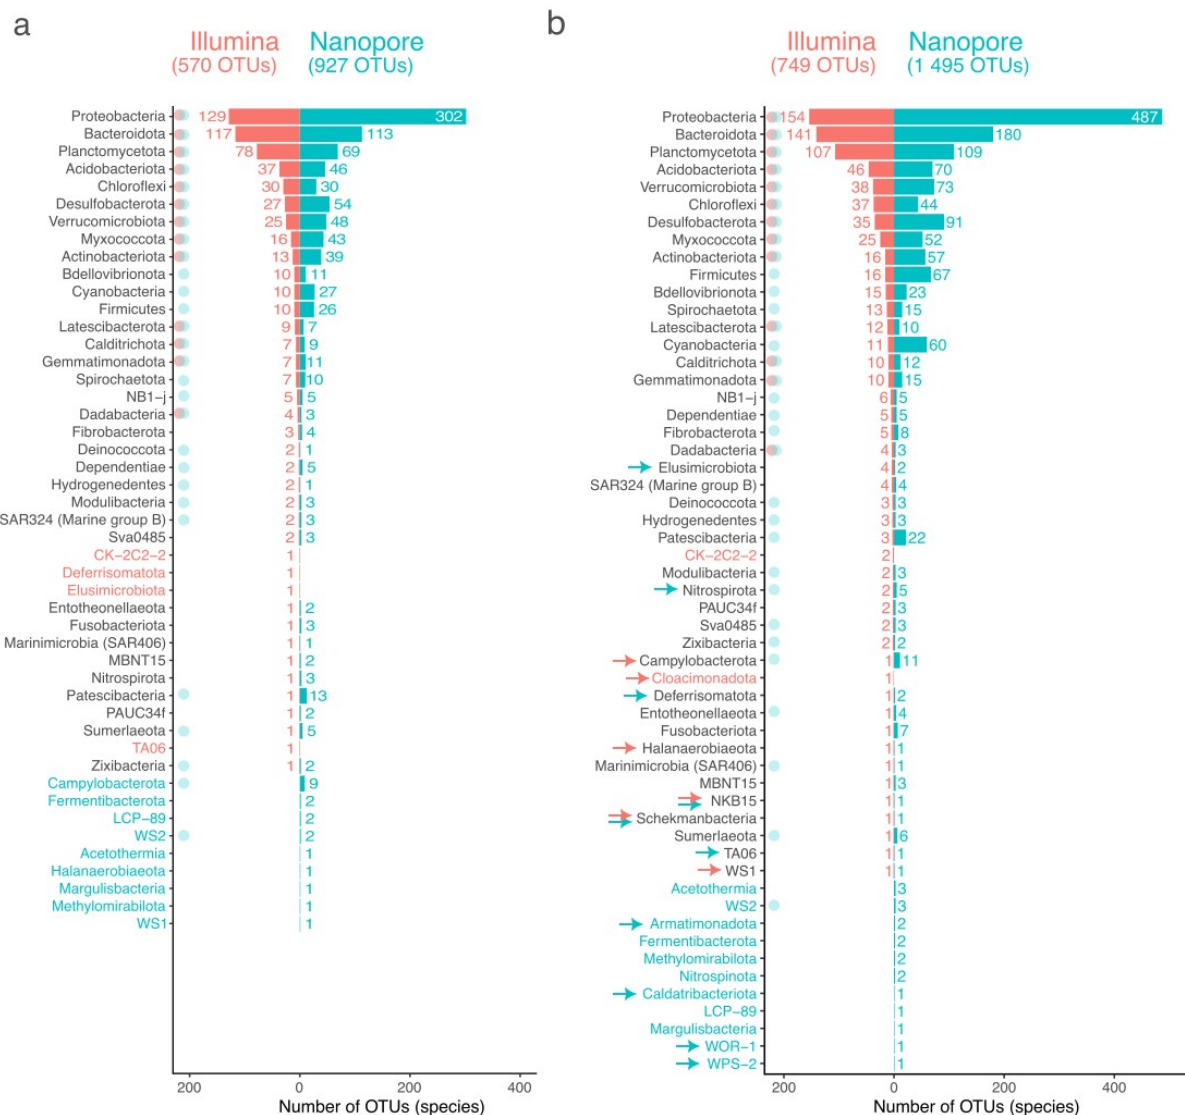 a
Illumina Nanopore
(570 OTUs) (927 OTUs)
Proteobacteria 129 302
Bacteroidota 117 113
Planctomycetota 78 69
Acidobacteriota 37 46
Chloroflexi 30 30
Desulfobacterota 27 54
Verrucomicrobiota 25 48
Myxococcota 16 43
Actinobacteriota 13 39
Bdellovibrionota 10 11
Cyanobacteria 10 27
Firmicutes 10 26
Latescibacterota 9 7
Calditrichota 7 9
Gemmatimonadota 7 11
Spirochaetota 7 10
NB1-j 5 5
Dadabacteria 4 3
Fibrobacterota 3 4
Deinococcota 2 1
Dependentiae 2 5
Hydrogenedentes 2 1
Modulibacteria 2 3
SAR324 (Marine group B) 2 3
Sva0485 2 3
CK-2C2-2 1
Deferrisomatota 1
Elusimicrobiota 1
Entotheonellaeota 1 2
Fusobacteriota 1 3
Marinimicrobia (SAR406) 1 1
MBNT15 1 2
Nitrospirota 1 3
Patescibacteria 1 13
PAUC34f 1 2
Sumerlaeota 1 5
TA06 1
Zixibacteria 1 2
Campylobacterota 9
Fermentibacterota 2
LCP-89 2
WS2 2
Acetothermia 1
Halanaerobiaeota 1
Margulisbacteria 1
Methylomirabilota 1
WS1 1
200 0 200 400
Number of OTUs (species)
b
Illumina Nanopore
(749 OTUs) (1 495 OTUs)
Proteobacteria 154 487
Bacteroidota 141 180
Planctomycetota 107 109
Acidobacteriota 46 70
Verrucomicrobiota 38 73
Chloroflexi 37 44
Desulfobacterota 35 91
Myxococcota 25 52
Actinobacteriota 16 57
Firmicutes 16 67
Bdellovibrionota 15 23
Spirochaetota 13 15
Latescibacterota 12 10
Cyanobacteria 11 60
Calditrichota 10 12
Gemmatimonadota 10 15
NB1-j 6 5
Dependentiae 5 5
Fibrobacterota 5 8
Dadabacteria 4 3
Elusimicrobiota 4 2
SAR324 (Marine group B) 4 4
Deinococcota 3 3
Hydrogenedentes 3 3
Patescibacteria 3 22
CK-2C2-2 2
Modulibacteria 2 3
Nitrospirota 2 5
PAUC34f 2 3
Sva0485 2 3
Zixibacteria 2 2
Campylobacterota 1 11
Cloacimonadota 1
Deferrisomatota 1 2
Entotheonellaeota 1 4
Fusobacteriota 1 7
Halanaerobiaeota 1 1
Marinimicrobia (SAR406) 1 1
MBNT15 1 3
NKB15 1 1
Schekmanbacteria 1 1
Sumerlaeota 1 6
TA06 1 1
WS1 1 1
Acetothermia 3
WS2 3
Armatimonadota 2
Fermentibacterota 2
Methylomirabilota 2
Nitrospinota 2
Caldatribacteriota 1
LCP-89 1
Margulisbacteria 1
WOR-1 1
WPS-2 1
200 0 200 400
Number of OTUs (species)